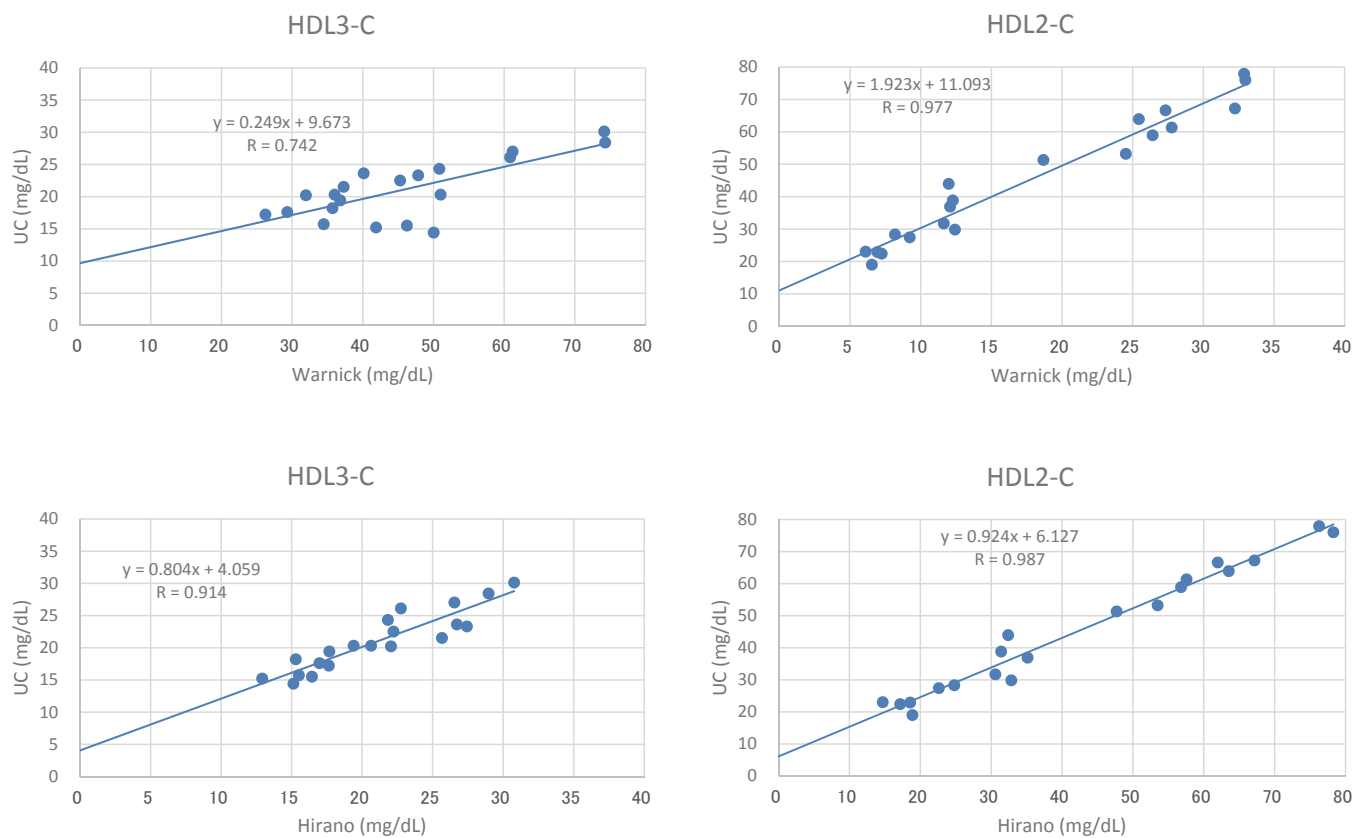 HDL3-C
40
35
30
25
20
15
10
5
0
UC (mg/dL)
y = 0.249x + 9.673
R = 0.742
0 10 20 30 40 50 60 70 80
Warnick (mg/dL)
HDL2-C
80
70
60
50
40
30
20
10
0
UC (mg/dL)
y = 1.923x + 11.093
R = 0.977
0 5 10 15 20 25 30 35 40
Warnick (mg/dL)
HDL3-C
40
35
30
25
20
15
10
5
0
UC (mg/dL)
y = 0.804x + 4.059
R = 0.914
0 5 10 15 20 25 30 37 40
Hirano (mg/dL)
HDL2-C
80
70
60
50
40
30
20
10
0
UC (mg/dL)
y = 0.924x + 6.127
R = 0.987
0 10 20 30 40 50 60 70 80
Hirano (mg/dL)